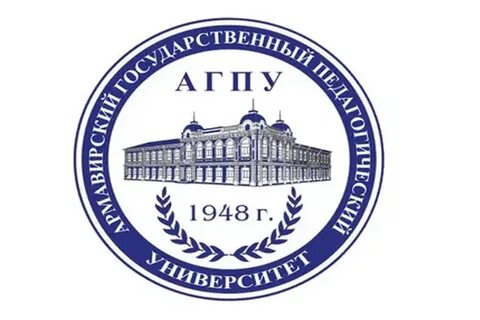 АРМАВИРСКИЙ ГОСУДАРСТВЕННЫЙ ПЕДАГОГИЧЕСКИЙ
УНИВЕРСИТЕТ
АГПУ
1948 г.